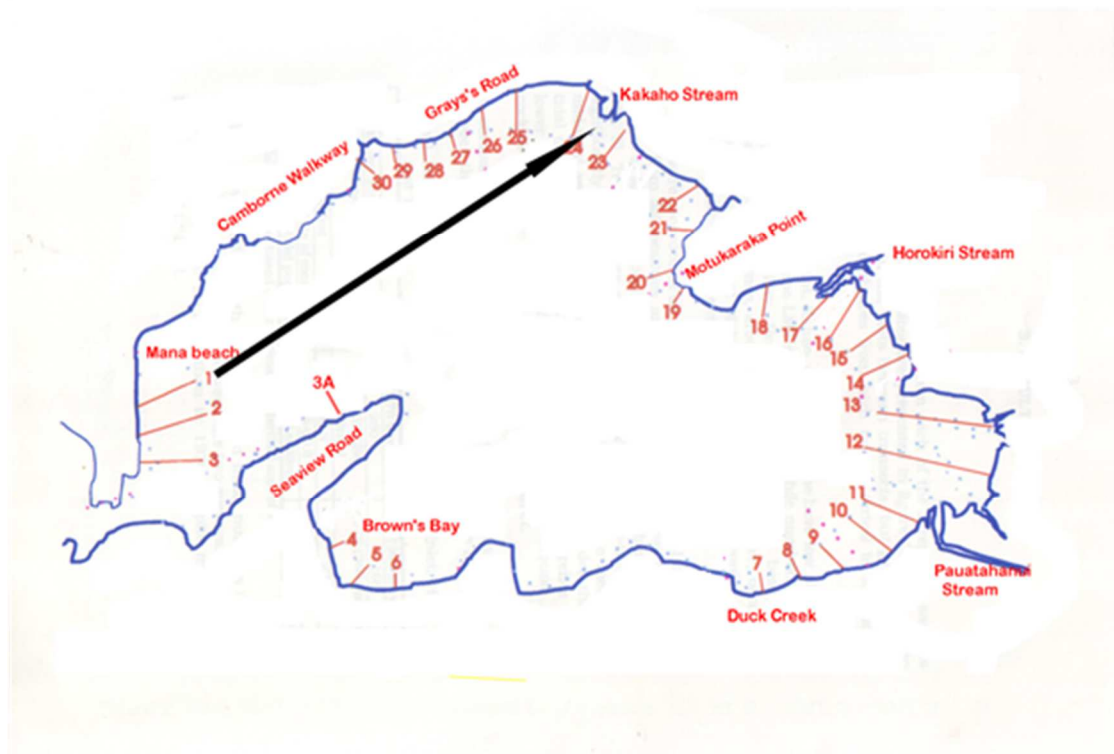 Grays's Road
Kakaho Stream
25
26
24
27
23
28
29
30
Camborne Walkway
22
21
Motukaraka Point
20
19
Horokiri Stream
18
17
16
15
Mana beach
1
3A
14
2
13
12
3
Seaview Road
11
10
Brown's Bay
4
9
5
8
6
7
Pauatahanui
Stream
Duck Creek